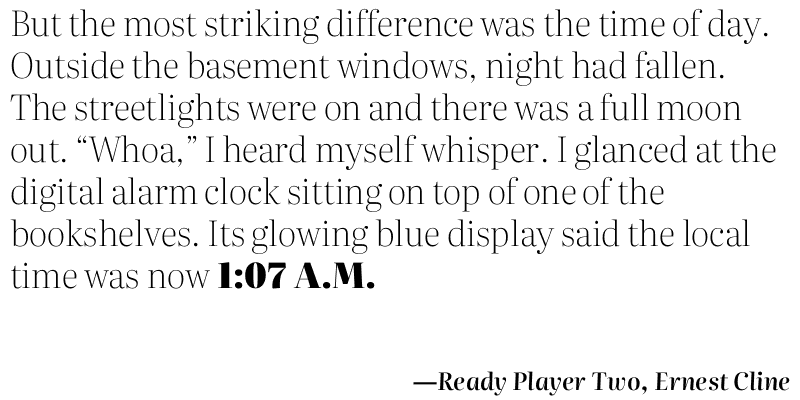 But the most striking difference was the time of day.
Outside the basement windows, night had fallen.
The streetlights were on and there was a full moon
out. “Whoa,” I heard myself whisper. I glanced at the
digital alarm clock sitting on top of one of the
bookshelves. Its glowing blue display said the local
time was now 1:07 A.M.
—Ready Player Two, Ernest Cline